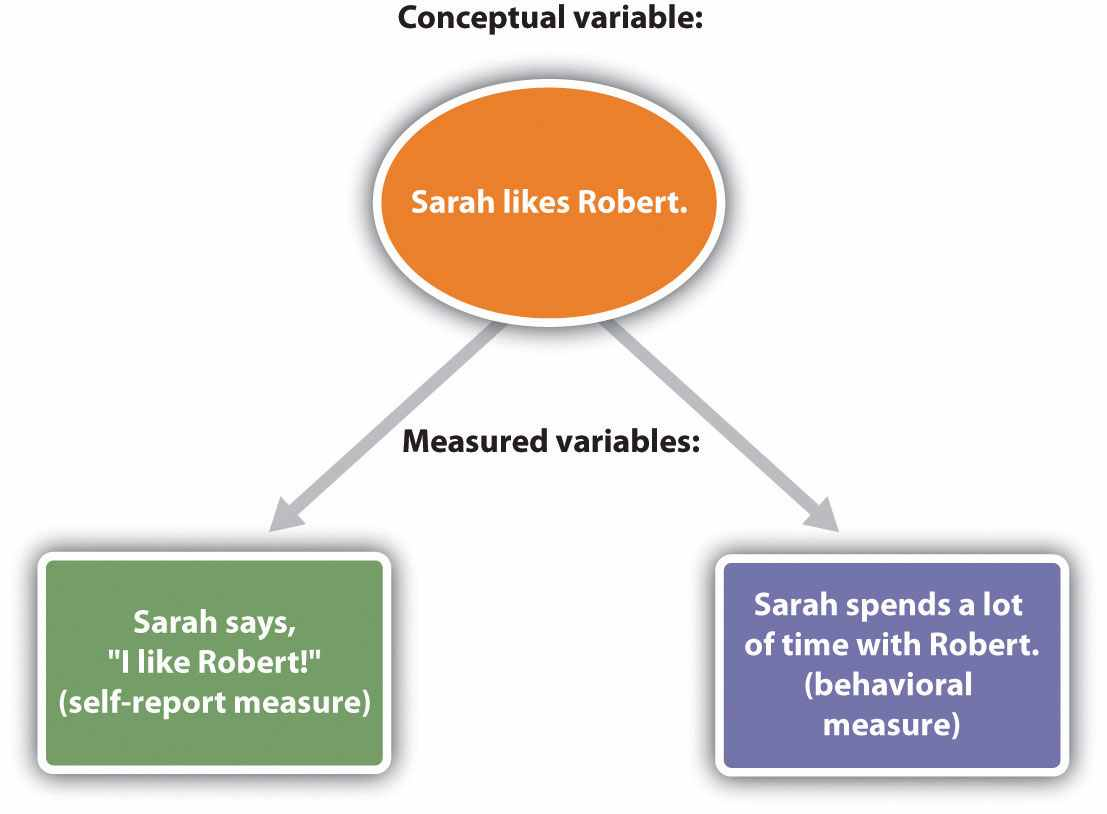 Conceptual variable:
Sarah likes Robert.
Measured variables:
Sarah says,
"I like Robert!"
(self-report measure)
Sarah spends a lot
of time with Robert.
(behavioral
measure)